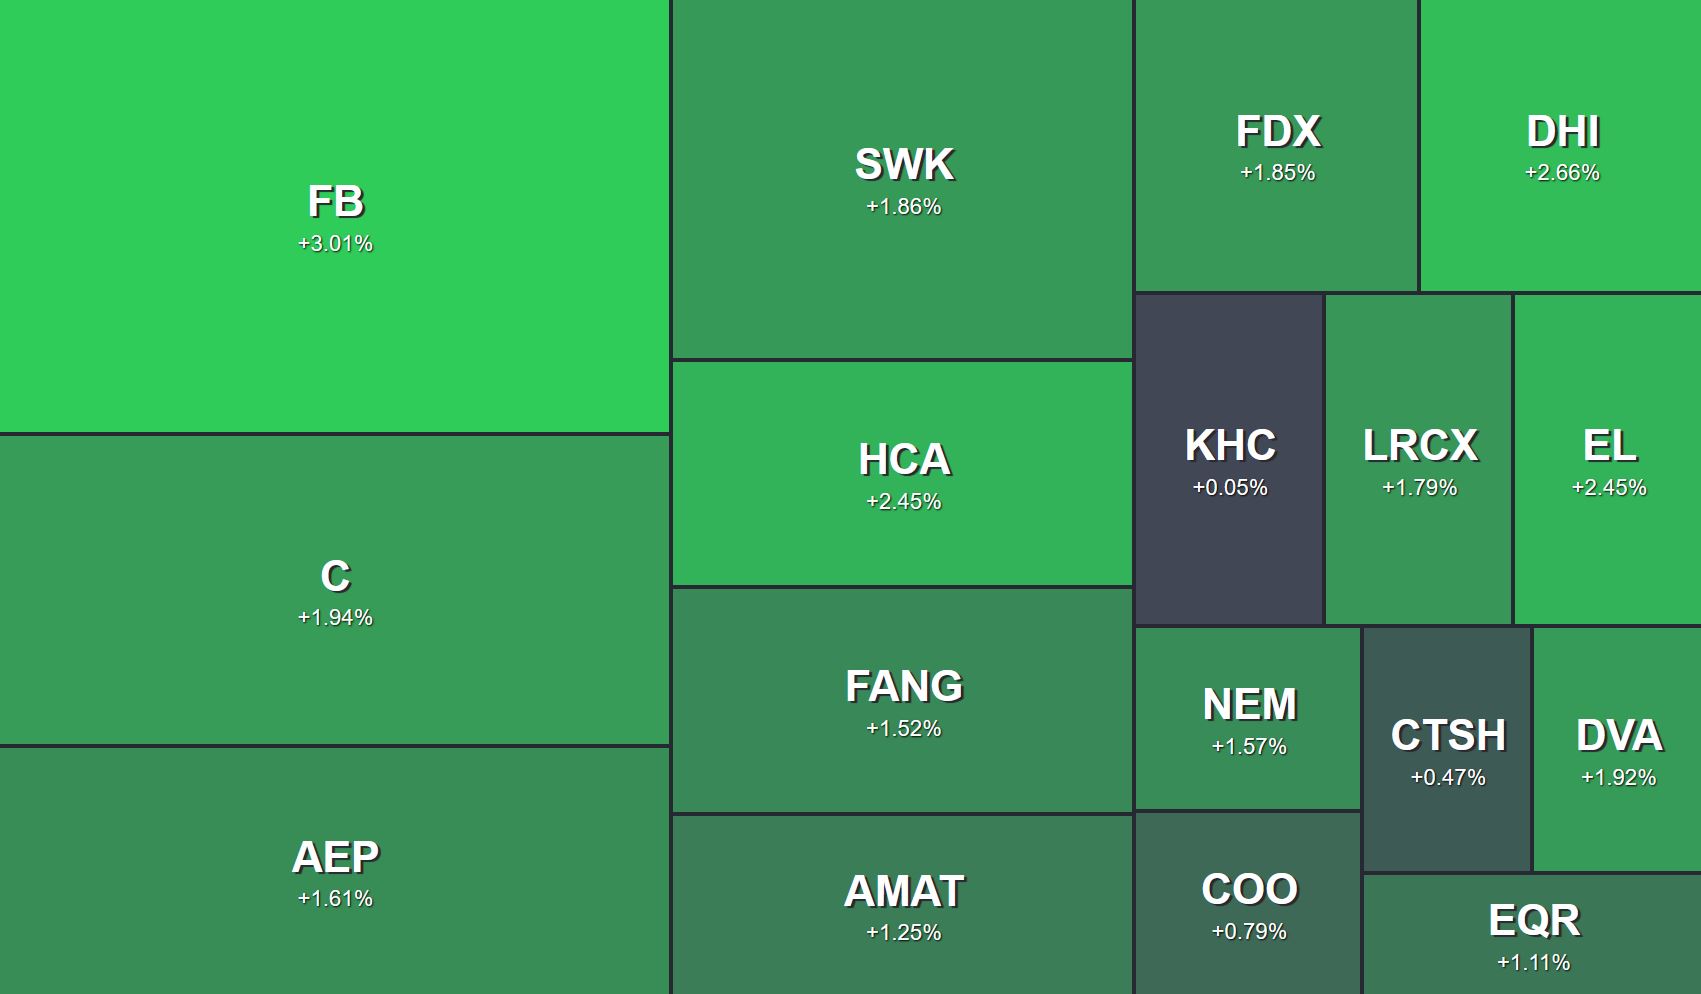 FB
+3.01%
C
+1.94%
AEP
+1.61%
SWK
+1.86%
HCA
+2.45%
FANG
+1.52%
AMAT
+1.25%
FDX
+1.85%
DHI
+2.66%
KHC
+0.05%
LRCX
+1.79%
EL
+2.45%
NEM
+1.57%
COO
+0.79%
CTSH
+0.47%
DVA
+1.92%
EQR
+1.11%